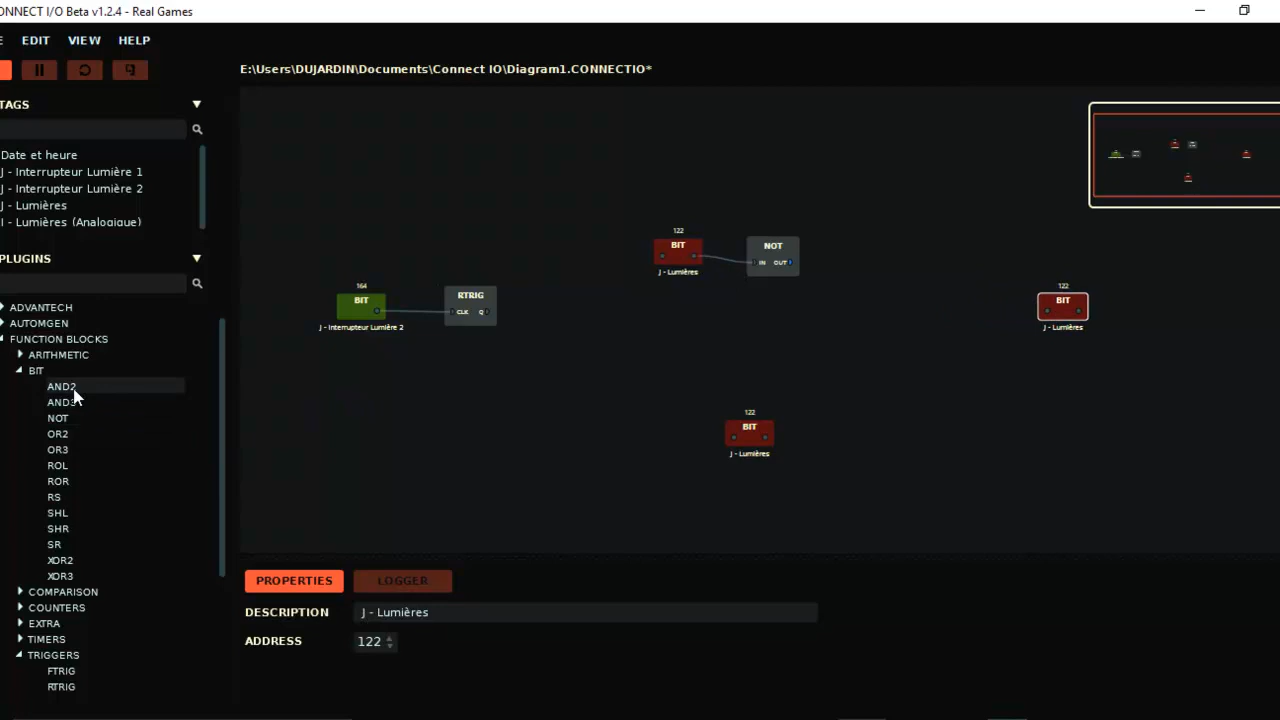 ONNECT I/O Beta v1.2.4 - Real Games
E EDIT VIEW HELP
E:\Users\DUJARDIN\Documents\Connect IO\Diagram1.CONNECTIO*
TAGS
Date et heure
J - Interrupteur Lumière 1
J - Interrupteur Lumière 2
J - Lumières
I - Lumières (Analogique)
PLUGINS
ADVANTECH
AUTOMGEN
FUNCTION BLOCKS
ARITHMETIC
BIT
AND2
AND3
NOT
OR2
OR3
ROL
ROR
RS
SHL
SHR
SR
XOR2
XOR3
COMPARISON
COUNTERS
EXTRA
TIMERS
TRIGGERS
FTRIG
RTRIG
122
BIT
J - Lumières
NOT
IN OUT
164
BIT
J - Interrupteur Lumière 2
RTRIG
CLK Q
122
BIT
J - Lumières
122
BIT
J - Lumières
PROPERTIES LOGGER
DESCRIPTION J - Lumières
ADDRESS 122